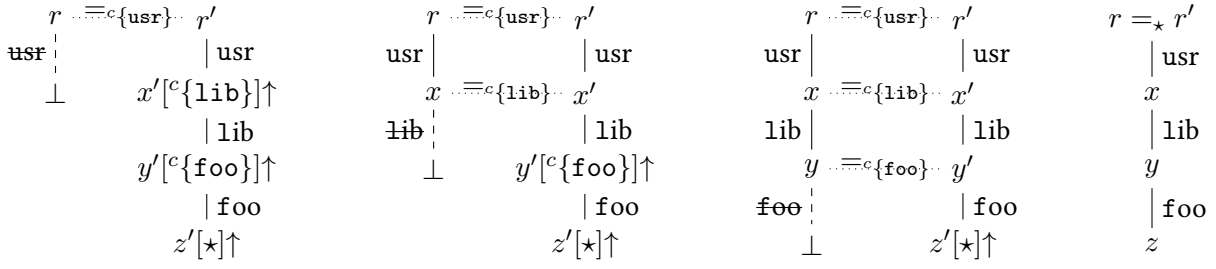 r =ᶜ{usr} r′ r =ᶜ{usr} r′ r =ᶜ{usr} r′ r =⋆ r′
usr usr usr usr usr usr usr
⊥ x′[ᶜ{lib}]↑ x =ᶜ{lib} x′ x =ᶜ{lib} x′ x
lib lib lib lib lib lib
y′[ᶜ{foo}]↑ ⊥ y′[ᶜ{foo}]↑ y =ᶜ{foo} y′ y
foo foo foo foo foo
z′[⋆]↑ z′[⋆]↑ ⊥ z′[⋆]↑ z